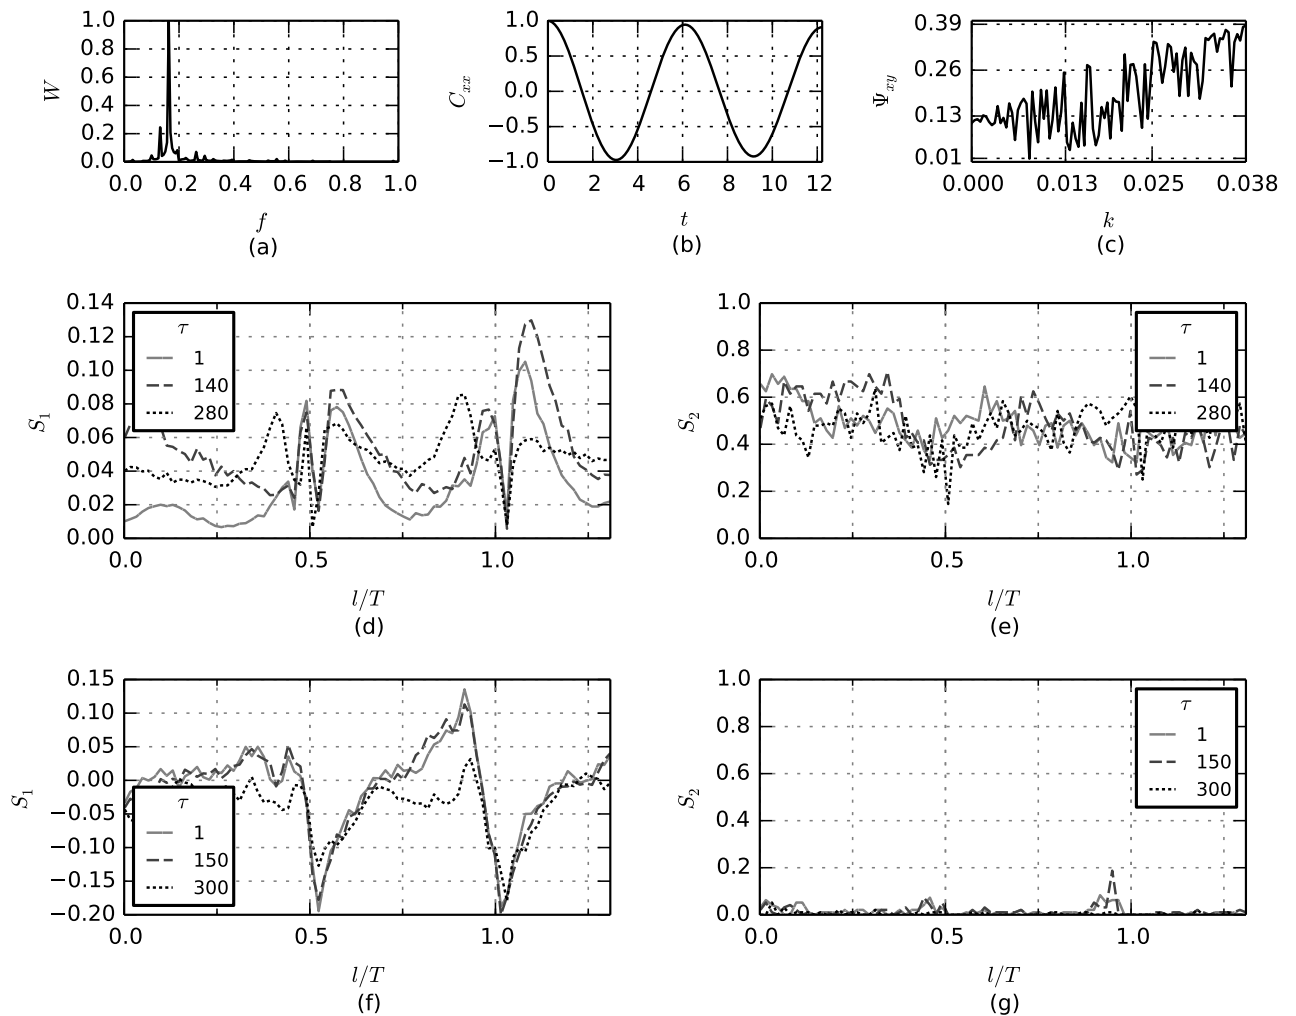 1.0
0.8
0.6
0.4
0.2
0.0
W
0.0 0.2 0.4 0.6 0.8 1.0
f
(a)
1.0
0.5
0.0
−0.5
−1.0
C_xx
0 2 4 6 8 10 12
t
(b)
0.39
0.26
0.13
0.01
Ψ_xy
0.000 0.013 0.025 0.038
k
(c)
0.14
0.12
0.10
0.08
0.06
0.04
0.02
0.00
S_1
τ
1
140
280
0.0 0.5 1.0
l/T
(d)
1.0
0.8
0.6
0.4
0.2
0.0
S_2
τ
1
140
280
0.0 0.5 1.0
l/T
(e)
0.15
0.10
0.05
0.00
−0.05
−0.10
−0.15
−0.20
S_1
τ
1
150
300
0.0 0.5 1.0
l/T
(f)
1.0
0.8
0.6
0.4
0.2
0.0
S_2
τ
1
150
300
0.0 0.5 1.0
l/T
(g)